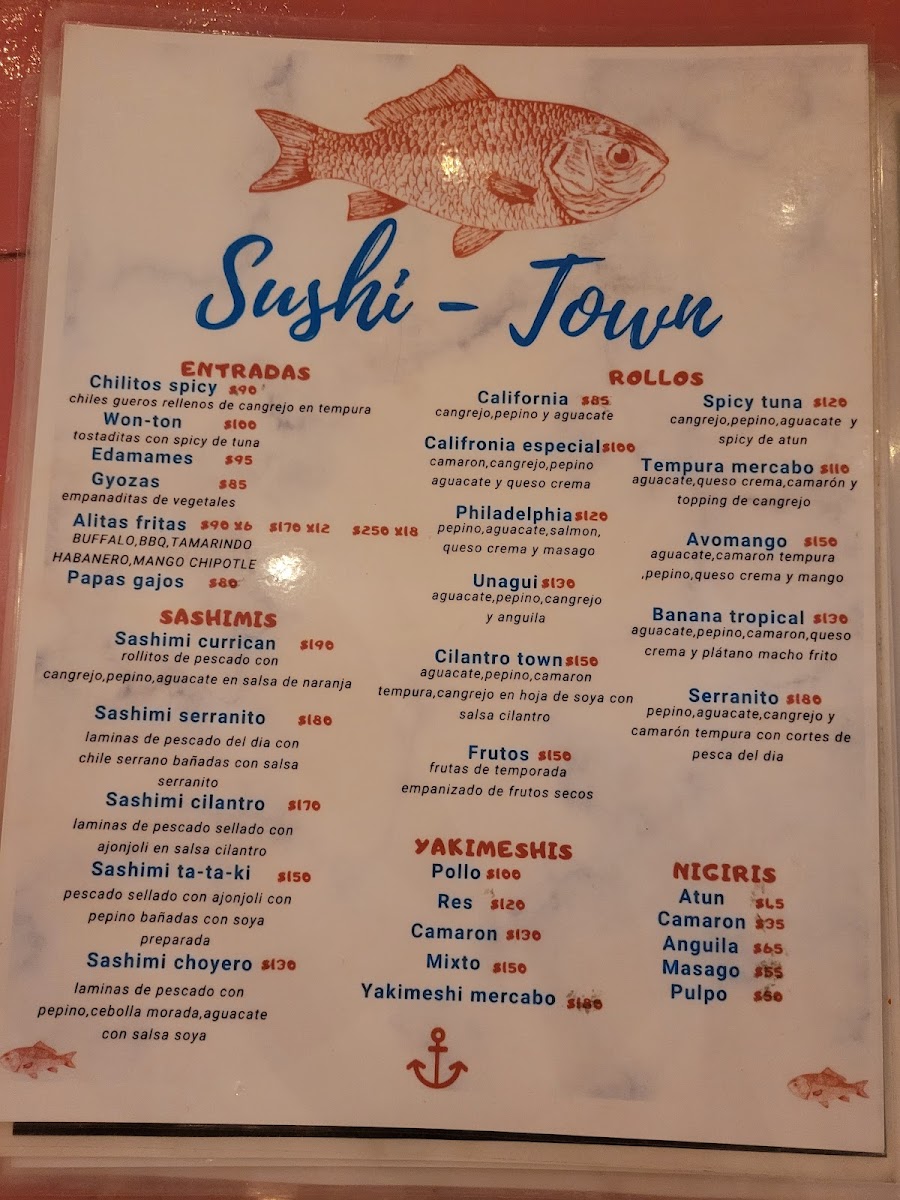 Sushi - Town
ENTRADAS
Chilitos spicy $90
chiles gueros rellenos de cangrejo en tempura
Won-ton $100
tostaditas con spicy de tuna
Edamames $95
Gyozas $85
empanaditas de vegetales
Alitas fritas $90 x6 $170 x12 $250 x18
BUFFALO,BBQ,TAMARINDO
HABANERO,MANGO CHIPOTLE
Papas gajos $80
SASHIMIS
Sashimi currican $190
rollitos de pescado con
cangrejo,pepino,aguacate en salsa de naranja
Sashimi serranito $180
laminas de pescado del dia con
chile serrano bañadas con salsa
serranito
Sashimi cilantro $170
laminas de pescado sellado con
ajonjoli en salsa cilantro
Sashimi ta-ta-ki $150
pescado sellado con ajonjoli con
pepino bañadas con soya
preparada
Sashimi choyero $130
laminas de pescado con
pepino,cebolla morada,aguacate
con salsa soya
ROLLOS
California $85
cangrejo,pepino y aguacate
Califronia especial $100
camaron,cangrejo,pepino
aguacate y queso crema
Philadelphia $120
pepino,aguacate,salmon,
queso crema y masago
Unagui $130
aguacate,pepino,cangrejo
y anguila
Cilantro town $150
aguacate,pepino,camaron
tempura,cangrejo en hoja de soya con
salsa cilantro
Frutos $150
frutas de temporada
empanizado de frutos secos
Spicy tuna $120
cangrejo,pepino,aguacate y
spicy de atun
Tempura mercabo $110
aguacate,queso crema,camarón y
topping de cangrejo
Avomango $150
aguacate,camaron tempura
,pepino,queso crema y mango
Banana tropical $130
aguacate,pepino,camaron,queso
crema y plátano macho frito
Serranito $180
pepino,aguacate,cangrejo y
camarón tempura con cortes de
pesca del dia
YAKIMESHIS
Pollo $100
Res $120
Camaron $130
Mixto $150
Yakimeshi mercabo $180
NIGIRIS
Atun
Camaron $35
Anguila $65
Masago $55
Pulpo $50